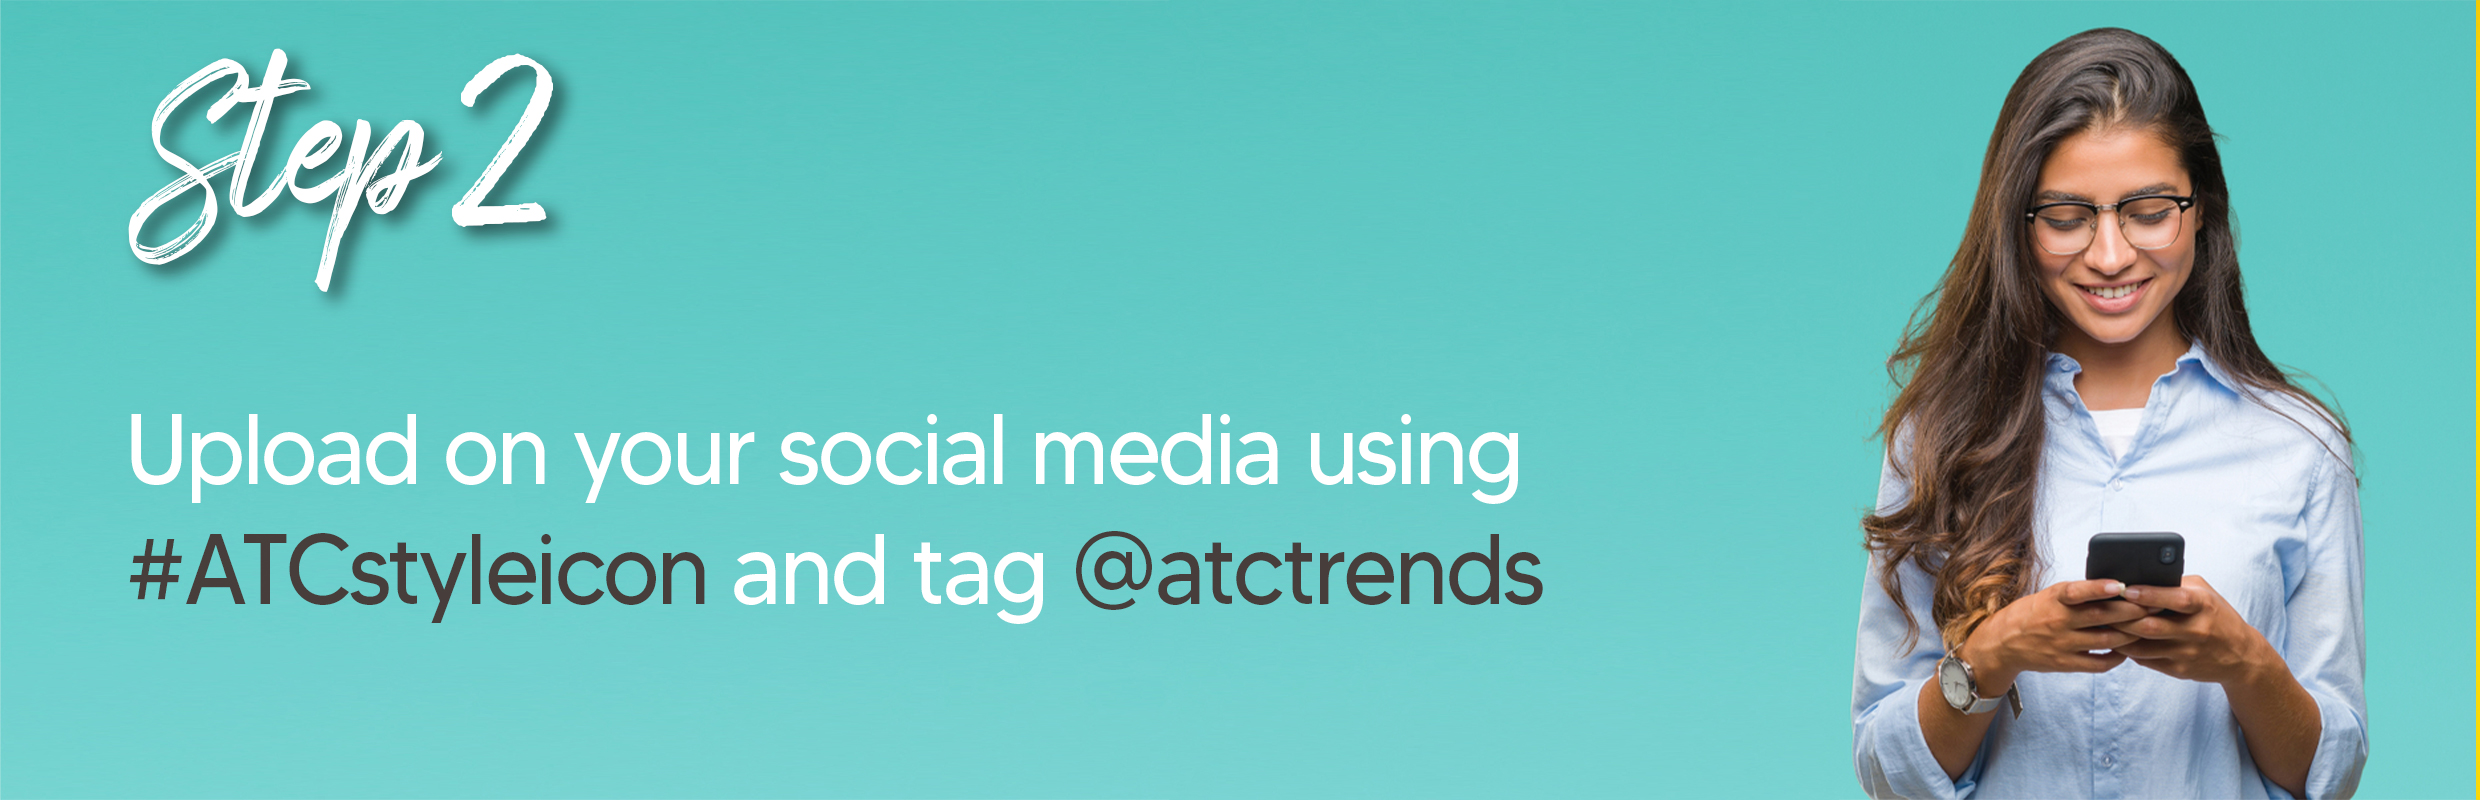 Step 2
Upload on your social media using
#ATCstyleicon and tag @atctrends